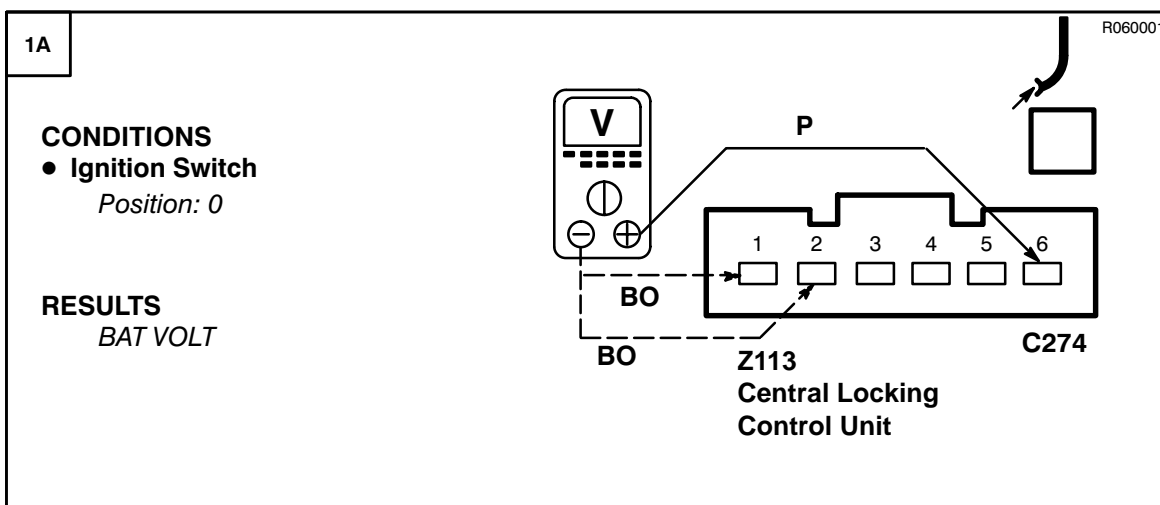 1A
R060001
CONDITIONS
● Ignition Switch
Position: 0
RESULTS
BAT VOLT
V
P
1 2 3 4 5 6
BO
BO
C274
Z113
Central Locking
Control Unit